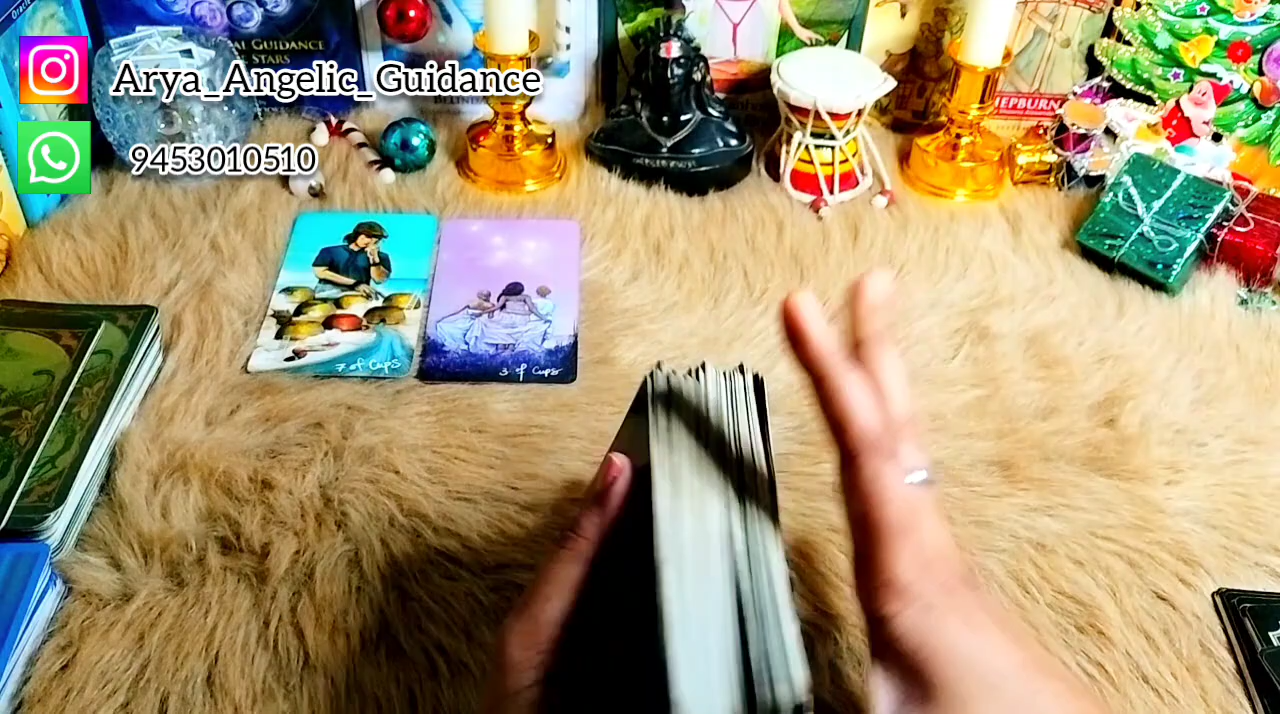 Arya_Angelic_Guidance
9453010510
GUIDANCE
STARS
HEPBURN
7 of Cups
3 of Cups